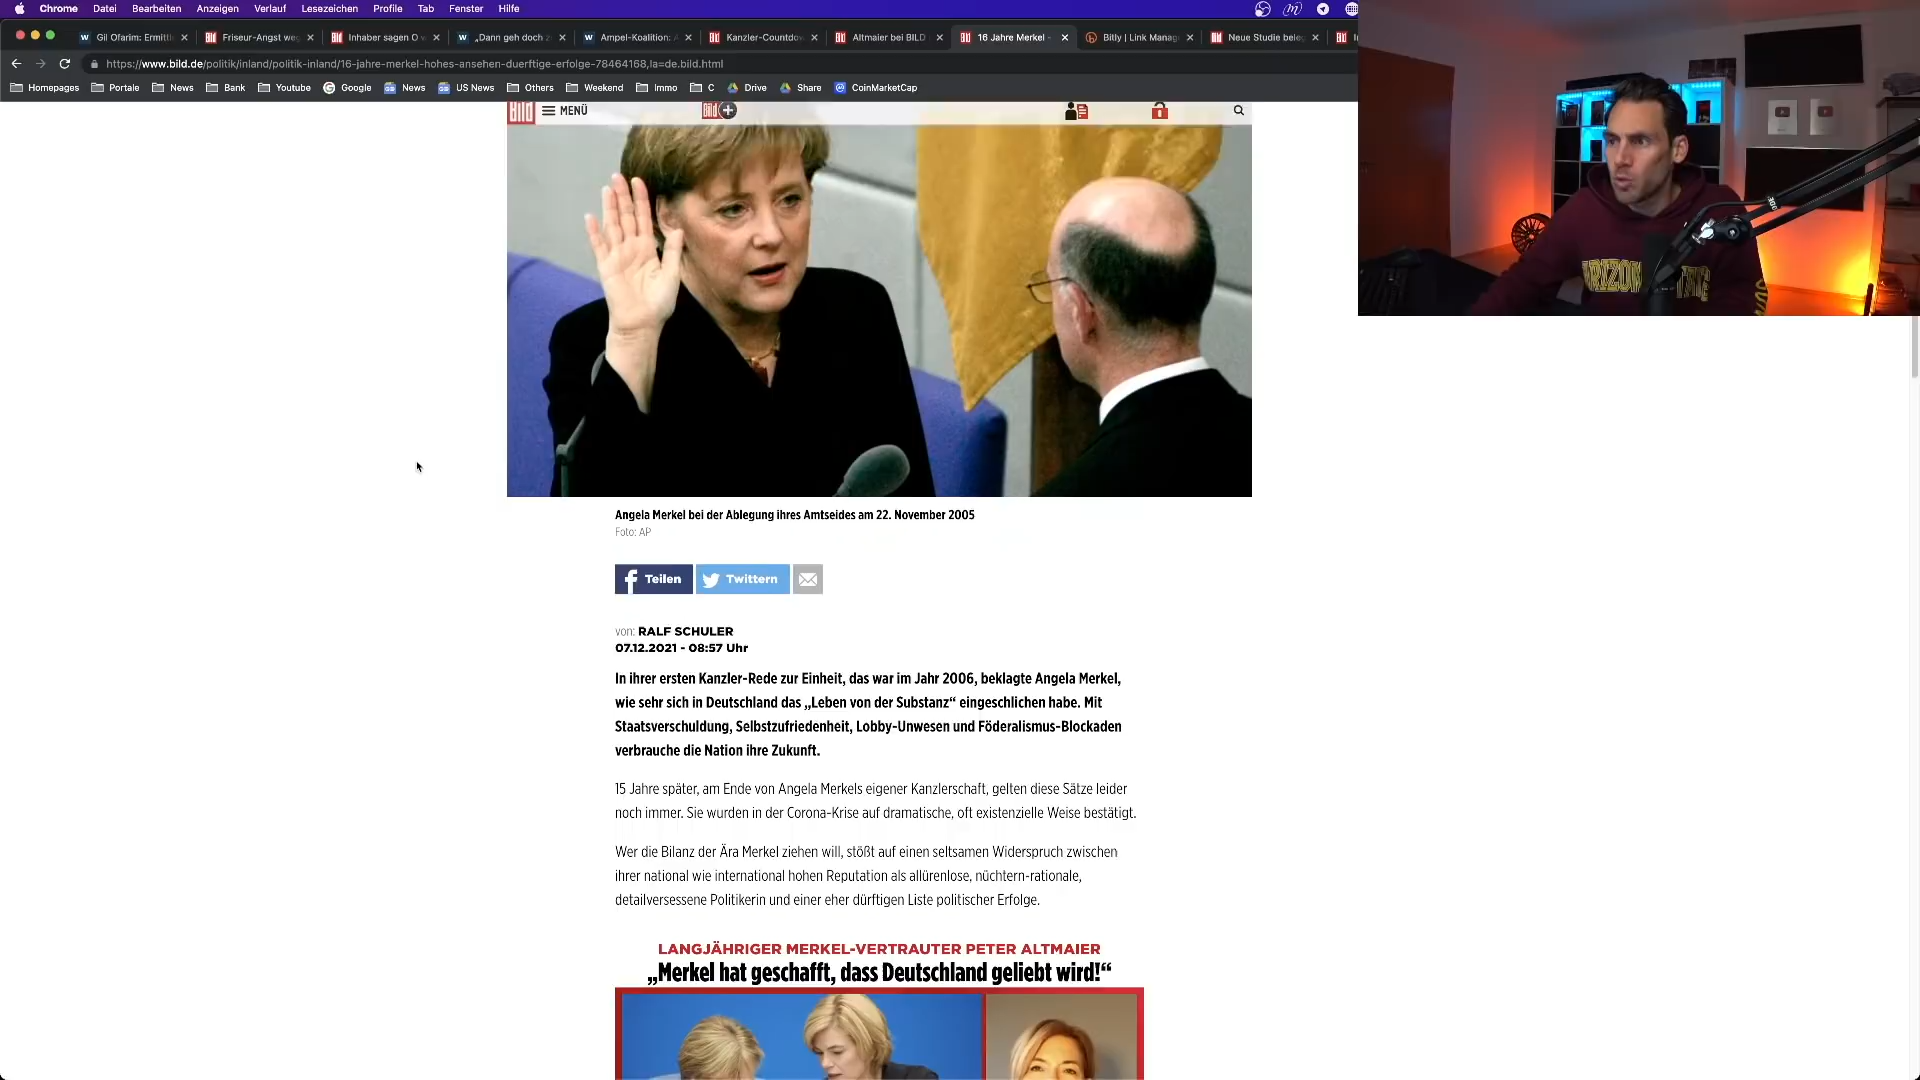 Chrome Datei Bearbeiten Anzeigen Verlauf Lesezeichen Profile Tab Fenster Hilfe
Gil Ofarim: Ermittl
Friseur-Angst we
Inhaber sagen O
„Dann geh doch z
Ampel-Koalition:
Kanzler-Countdo
Altmaier bei BILD
16 Jahre Merkel -
Bitly | Link Manag
Neue Studie bele
https://www.bild.de/politik/inland/politik-inland/16-jahre-merkel-hohes-ansehen-duerftige-erfolge-78464168,la=de.bild.html
Homepages Portale News Bank Youtube Google News US News Others Weekend Immo C Drive Share CoinMarketCap
Bild MENÜ Bild+
Angela Merkel bei der Ablegung ihres Amtseides am 22. November 2005
Foto: AP
Teilen Twittern
von: RALF SCHULER
07.12.2021 - 08:57 Uhr
In ihrer ersten Kanzler-Rede zur Einheit, das war im Jahr 2006, beklagte Angela Merkel,
wie sehr sich in Deutschland das „Leben von der Substanz“ eingeschlichen habe. Mit
Staatsverschuldung, Selbstzufriedenheit, Lobby-Unwesen und Föderalismus-Blockaden
verbrauche die Nation ihre Zukunft.
15 Jahre später, am Ende von Angela Merkels eigener Kanzlerschaft, gelten diese Sätze leider
noch immer. Sie wurden in der Corona-Krise auf dramatische, oft existenzielle Weise bestätigt.
Wer die Bilanz der Ära Merkel ziehen will, stößt auf einen seltsamen Widerspruch zwischen
ihrer national wie international hohen Reputation als allürenlose, nüchtern-rationale,
detailversessene Politikerin und einer eher dürftigen Liste politischer Erfolge.
LANGJÄHRIGER MERKEL-VERTRAUTER PETER ALTMAIER
„Merkel hat geschafft, dass Deutschland geliebt wird!“